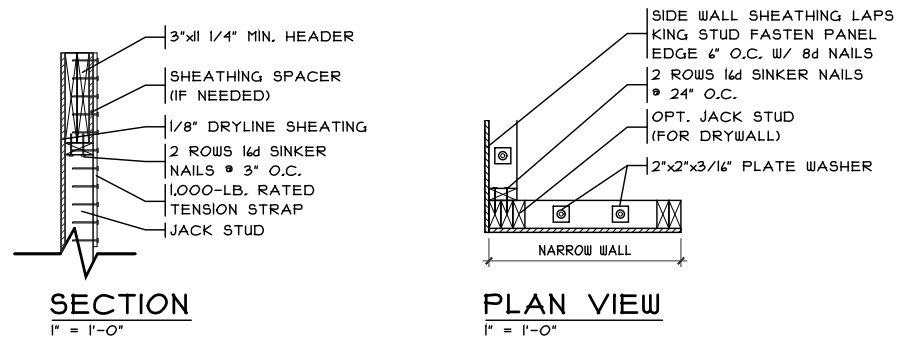 3"x11 1/4" MIN. HEADER
SHEATHING SPACER
(IF NEEDED)
1/8" DRYLINE SHEATING
2 ROWS 16d SINKER
NAILS @ 3" O.C.
1,000-LB. RATED
TENSION STRAP
JACK STUD
SECTION
1" = 1'-0"
SIDE WALL SHEATHING LAPS
KING STUD FASTEN PANEL
EDGE 6" O.C. W/ 8d NAILS
2 ROWS 16d SINKER NAILS
@ 24" O.C.
OPT. JACK STUD
(FOR DRYWALL)
2"x2"x3/16" PLATE WASHER
NARROW WALL
PLAN VIEW
1" = 1'-0"